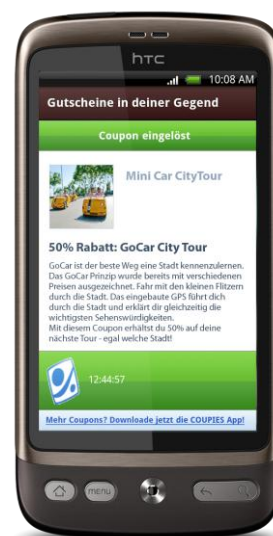 hTC
10:08 AM
Gutscheine in deiner Gegend
Coupon eingelöst
Mini Car CityTour
50% Rabatt: GoCar City Tour
GoCar ist der beste Weg eine Stadt kennenzulernen.
Das GoCar Prinzip wurde bereits mit verschiedenen
Preisen ausgezeichnet. Fahr mit den kleinen Flitzern
durch die Stadt. Das eingebaute GPS führt dich
durch die Stadt und erklärt dir gleichzeitig die
wichtigsten Sehenswürdigkeiten.
Mit diesem Coupon erhältst du 50% auf deine
nächste Tour - egal welche Stadt!
12:44:57
Mehr Coupons? Downloade jetzt die COUPIES App!
MENU